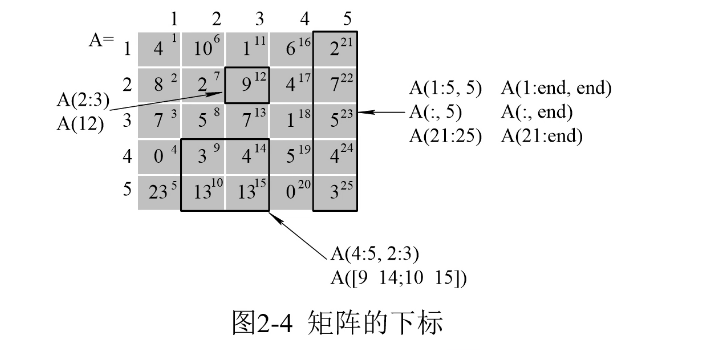 1 2 3 4 5
A=
1 4 1 10 6 1 11 6 16 2 21
2 8 2 2 7 9 12 4 17 7 22
3 7 3 5 8 7 13 1 18 5 23
4 0 4 3 9 4 14 5 19 4 24
5 23 5 13 10 13 15 0 20 3 25
A(2:3)
A(12)
A(1:5, 5) A(1:end, end)
A(:, 5) A(:, end)
A(21:25) A(21:end)
A(4:5, 2:3)
A([9 14;10 15])
图2-4 矩阵的下标